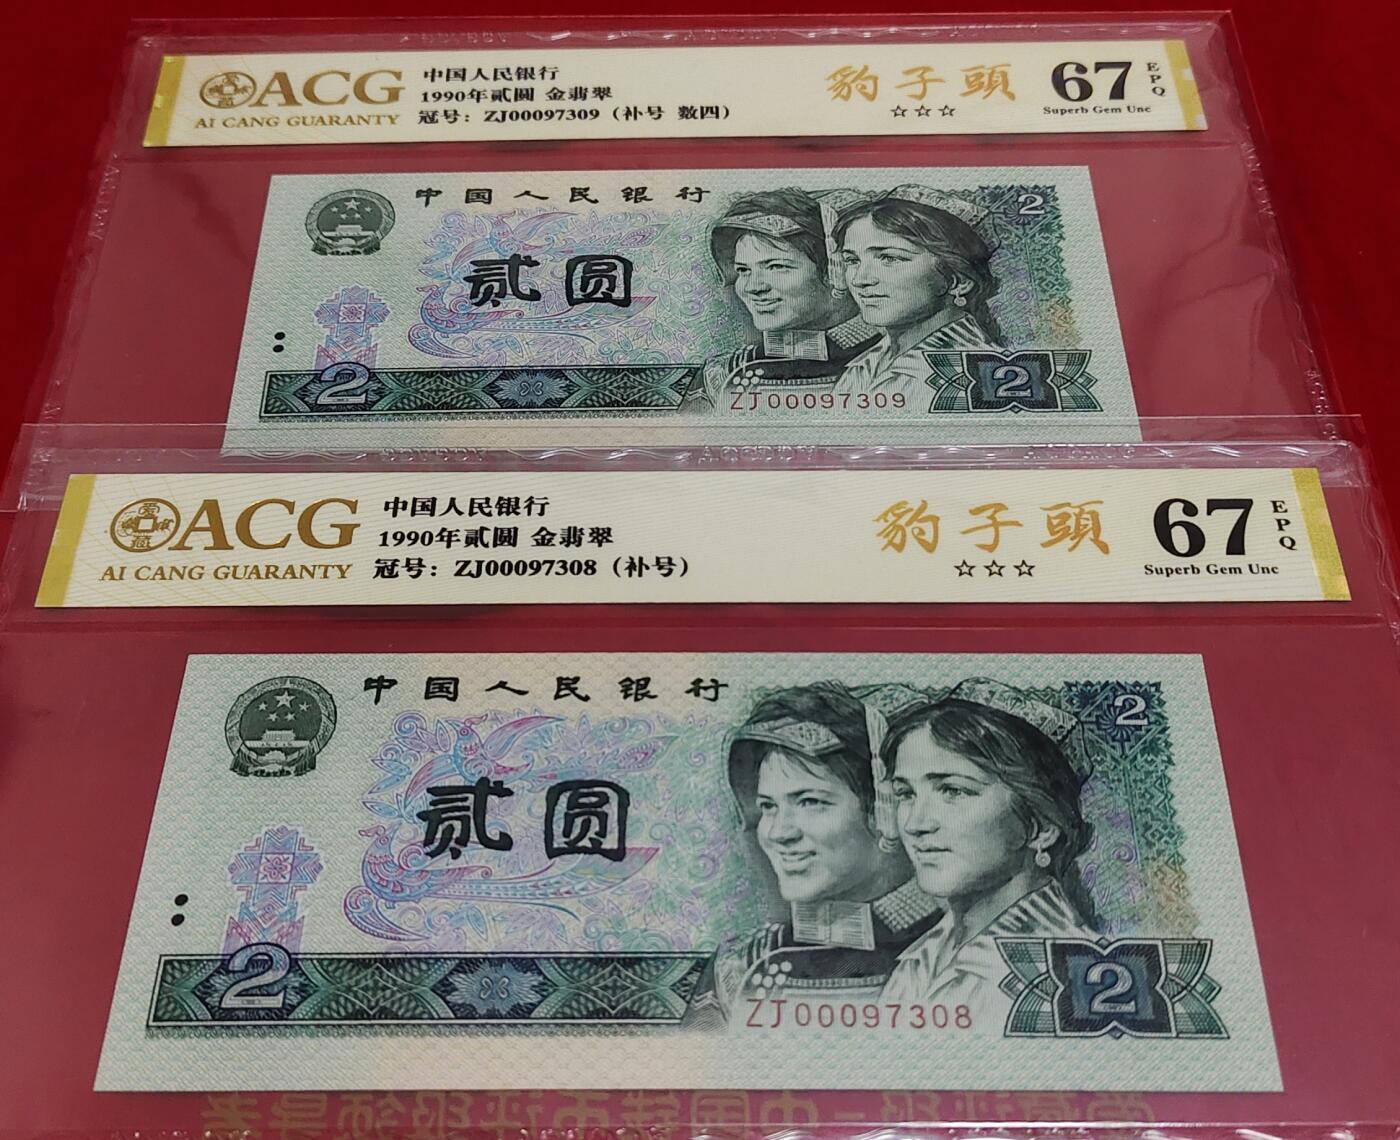 ACG
AI CANG GUARANTY
中国人民银行
1990年贰圆 金翡翠
冠号：ZJ00097309（补号 数四）
豹子頭
☆☆☆
67
EPQ
Superb Gem Unc
中国人民银行
2
贰圆
2
2
ZJ00097309
ACG
AI CANG GUARANTY
中国人民银行
1990年贰圆 金翡翠
冠号：ZJ00097308（补号）
豹子頭
☆☆☆
67
EPQ
Superb Gem Unc
中国人民银行
2
贰圆
2
2
ZJ00097308